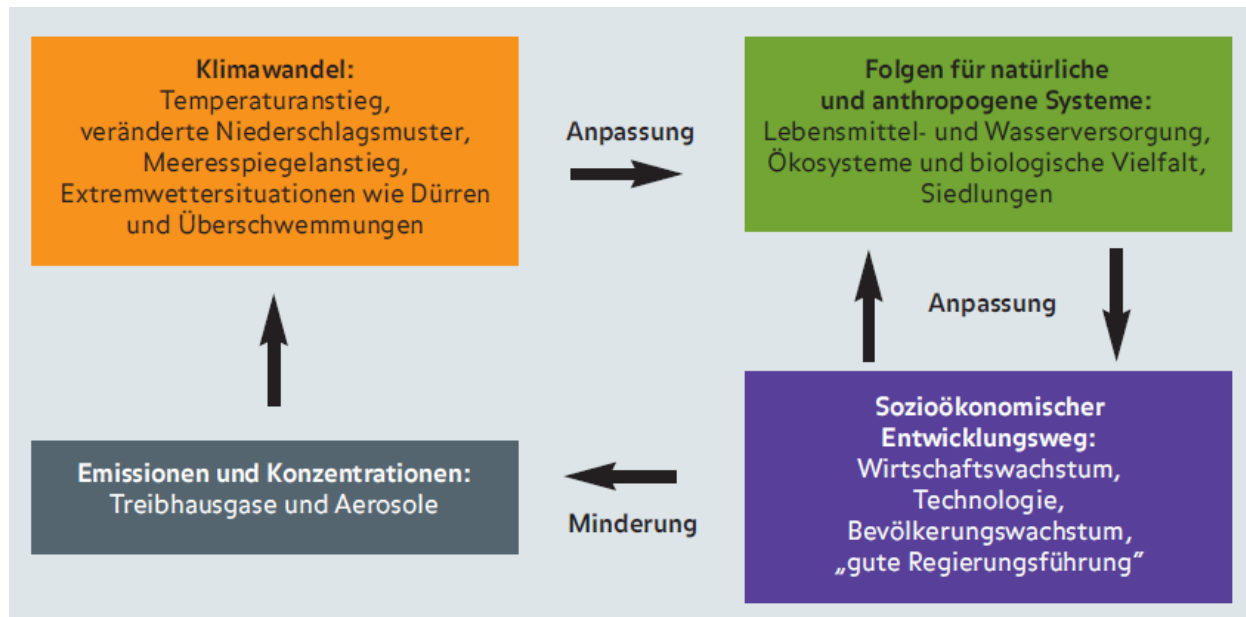 Klimawandel:
Temperaturanstieg,
veränderte Niederschlagsmuster,
Meeresspiegelanstieg,
Extremwettersituationen wie Dürren
und Überschwemmungen
Anpassung
Folgen für natürliche
und anthropogene Systeme:
Lebensmittel- und Wasserversorgung,
Ökosysteme und biologische Vielfalt,
Siedlungen
Anpassung
Sozioökonomischer
Entwicklungsweg:
Wirtschaftswachstum,
Technologie,
Bevölkerungswachstum,
„gute Regierungsführung”
Minderung
Emissionen und Konzentrationen:
Treibhausgase und Aerosole